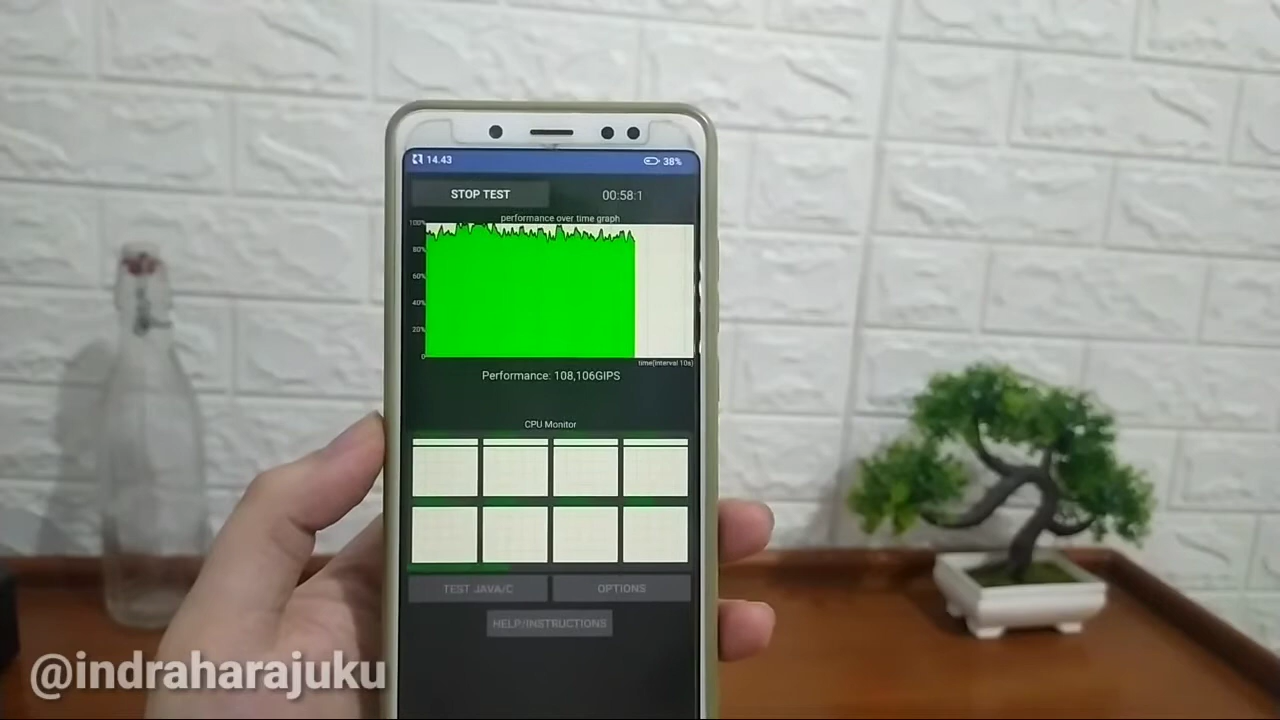 14.43
38%
STOP TEST
00:58:1
performance over time graph
100%
80%
60%
40%
20%
0
time(interval 10s)
Performance: 108,106GIPS
CPU Monitor
TEST JAVA/C
OPTIONS
HELP/INSTRUCTIONS
@indraharajuku